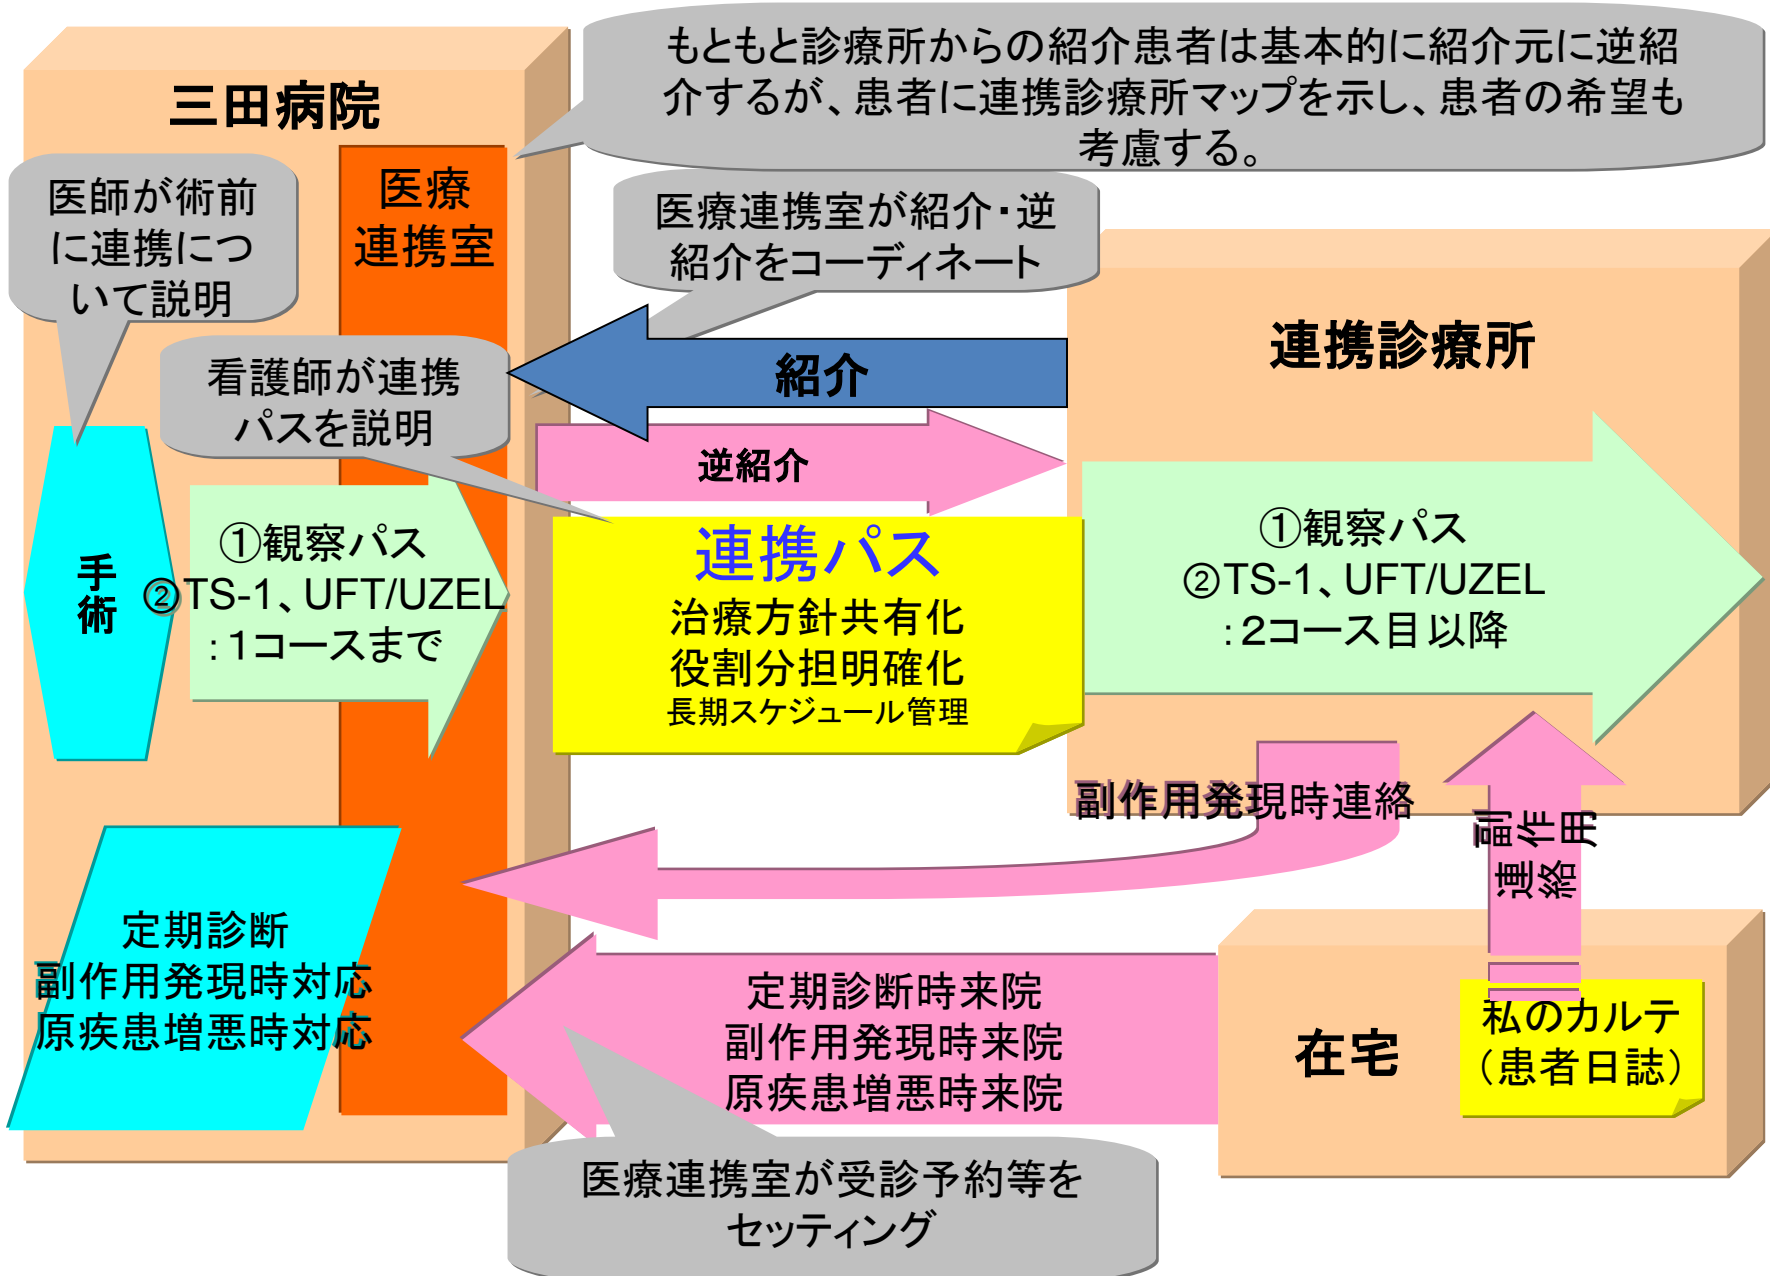 もともと診療所からの紹介患者は基本的に紹介元に逆紹
介するが、患者に連携診療所マップを示し、患者の希望も
考慮する。
三田病院
医師が術前
に連携につ
いて説明
医療
連携室
医療連携室が紹介・逆
紹介をコーディネート
連携診療所
看護師が連携
パスを説明
紹介
逆紹介
手術
①観察パス
②TS-1、UFT/UZEL
:1コースまで
連携パス
治療方針共有化
役割分担明確化
長期スケジュール管理
①観察パス
②TS-1、UFT/UZEL
:2コース目以降
副作用発現時連絡
副作用
連絡
定期診断
副作用発現時対応
原疾患増悪時対応
定期診断時来院
副作用発現時来院
原疾患増悪時来院
在宅
私のカルテ
（患者日誌）
医療連携室が受診予約等を
セッティング